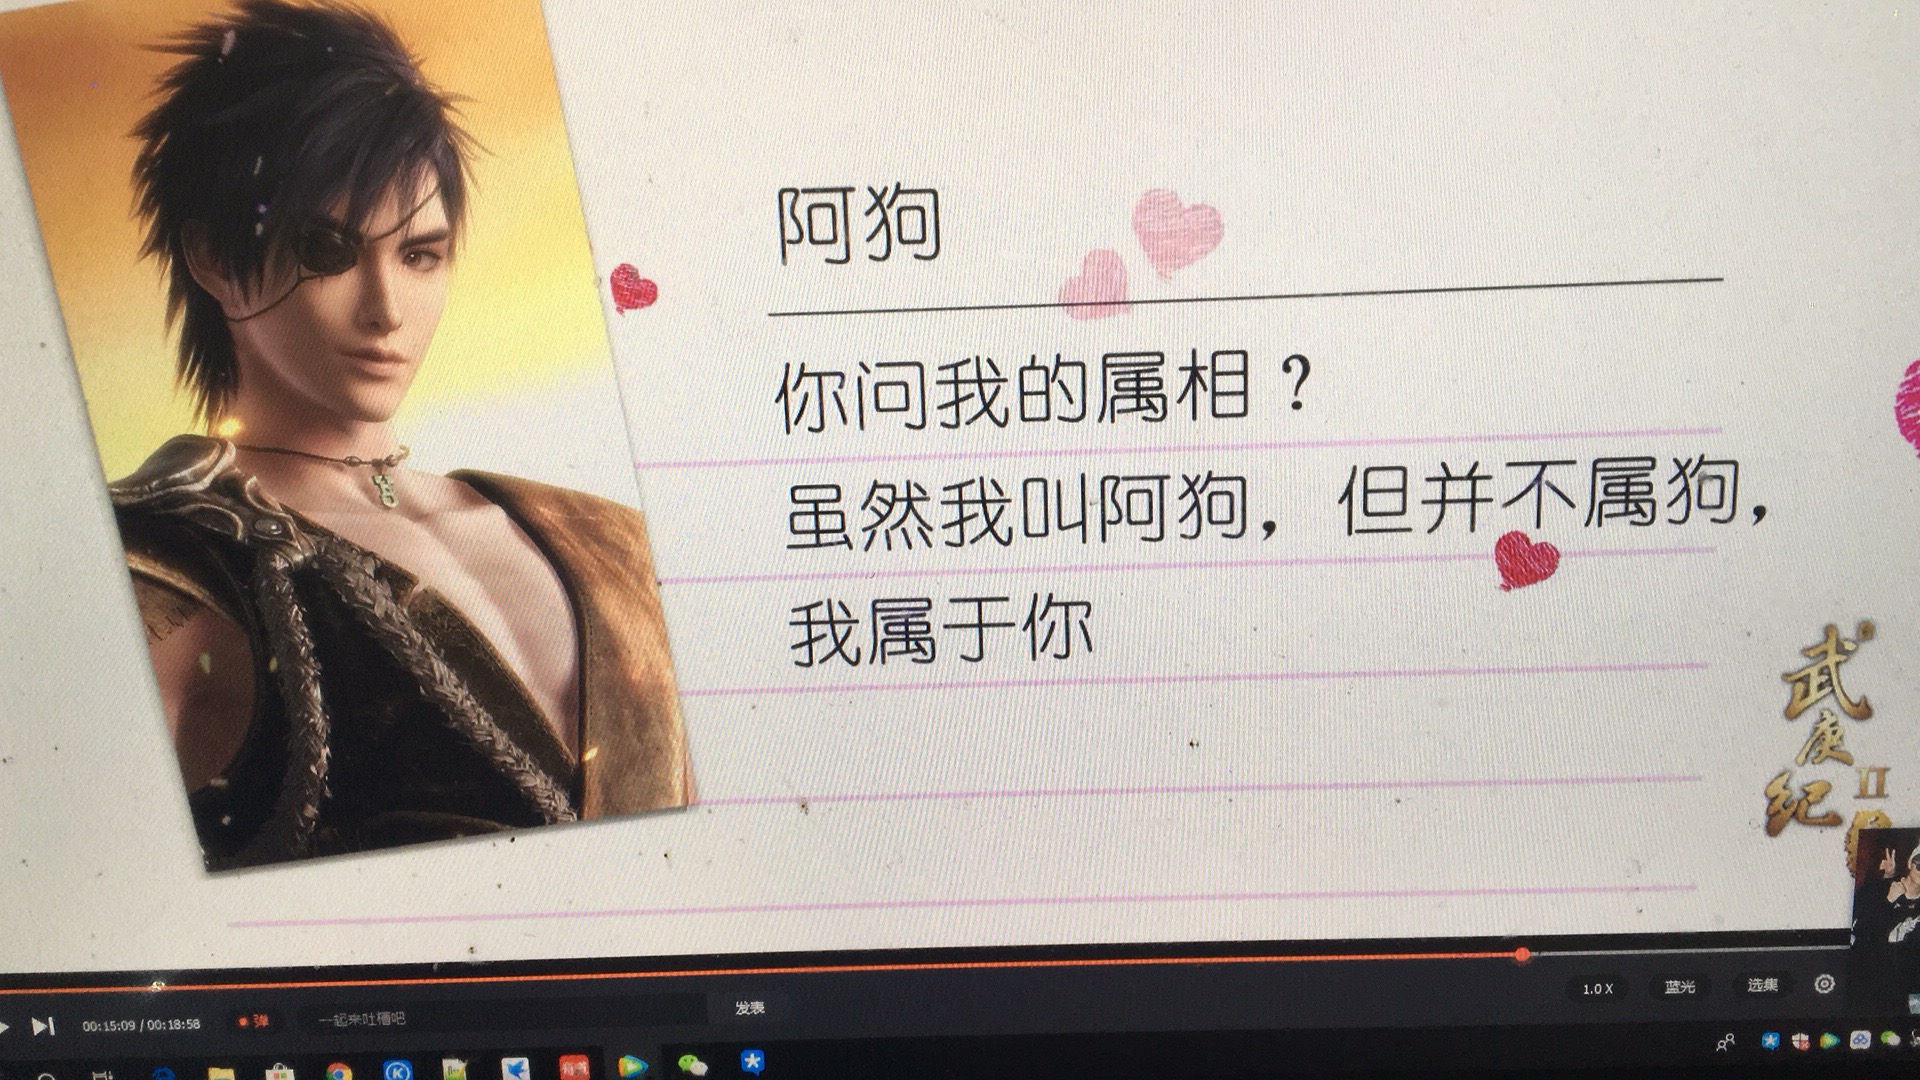 阿狗
你问我的属相？
虽然我叫阿狗，但并不属狗，
我属于你
武庚纪
II
00:15:09 / 00:18:58
弹
一起来吐槽吧
发表
1.0 X
蓝光
选集